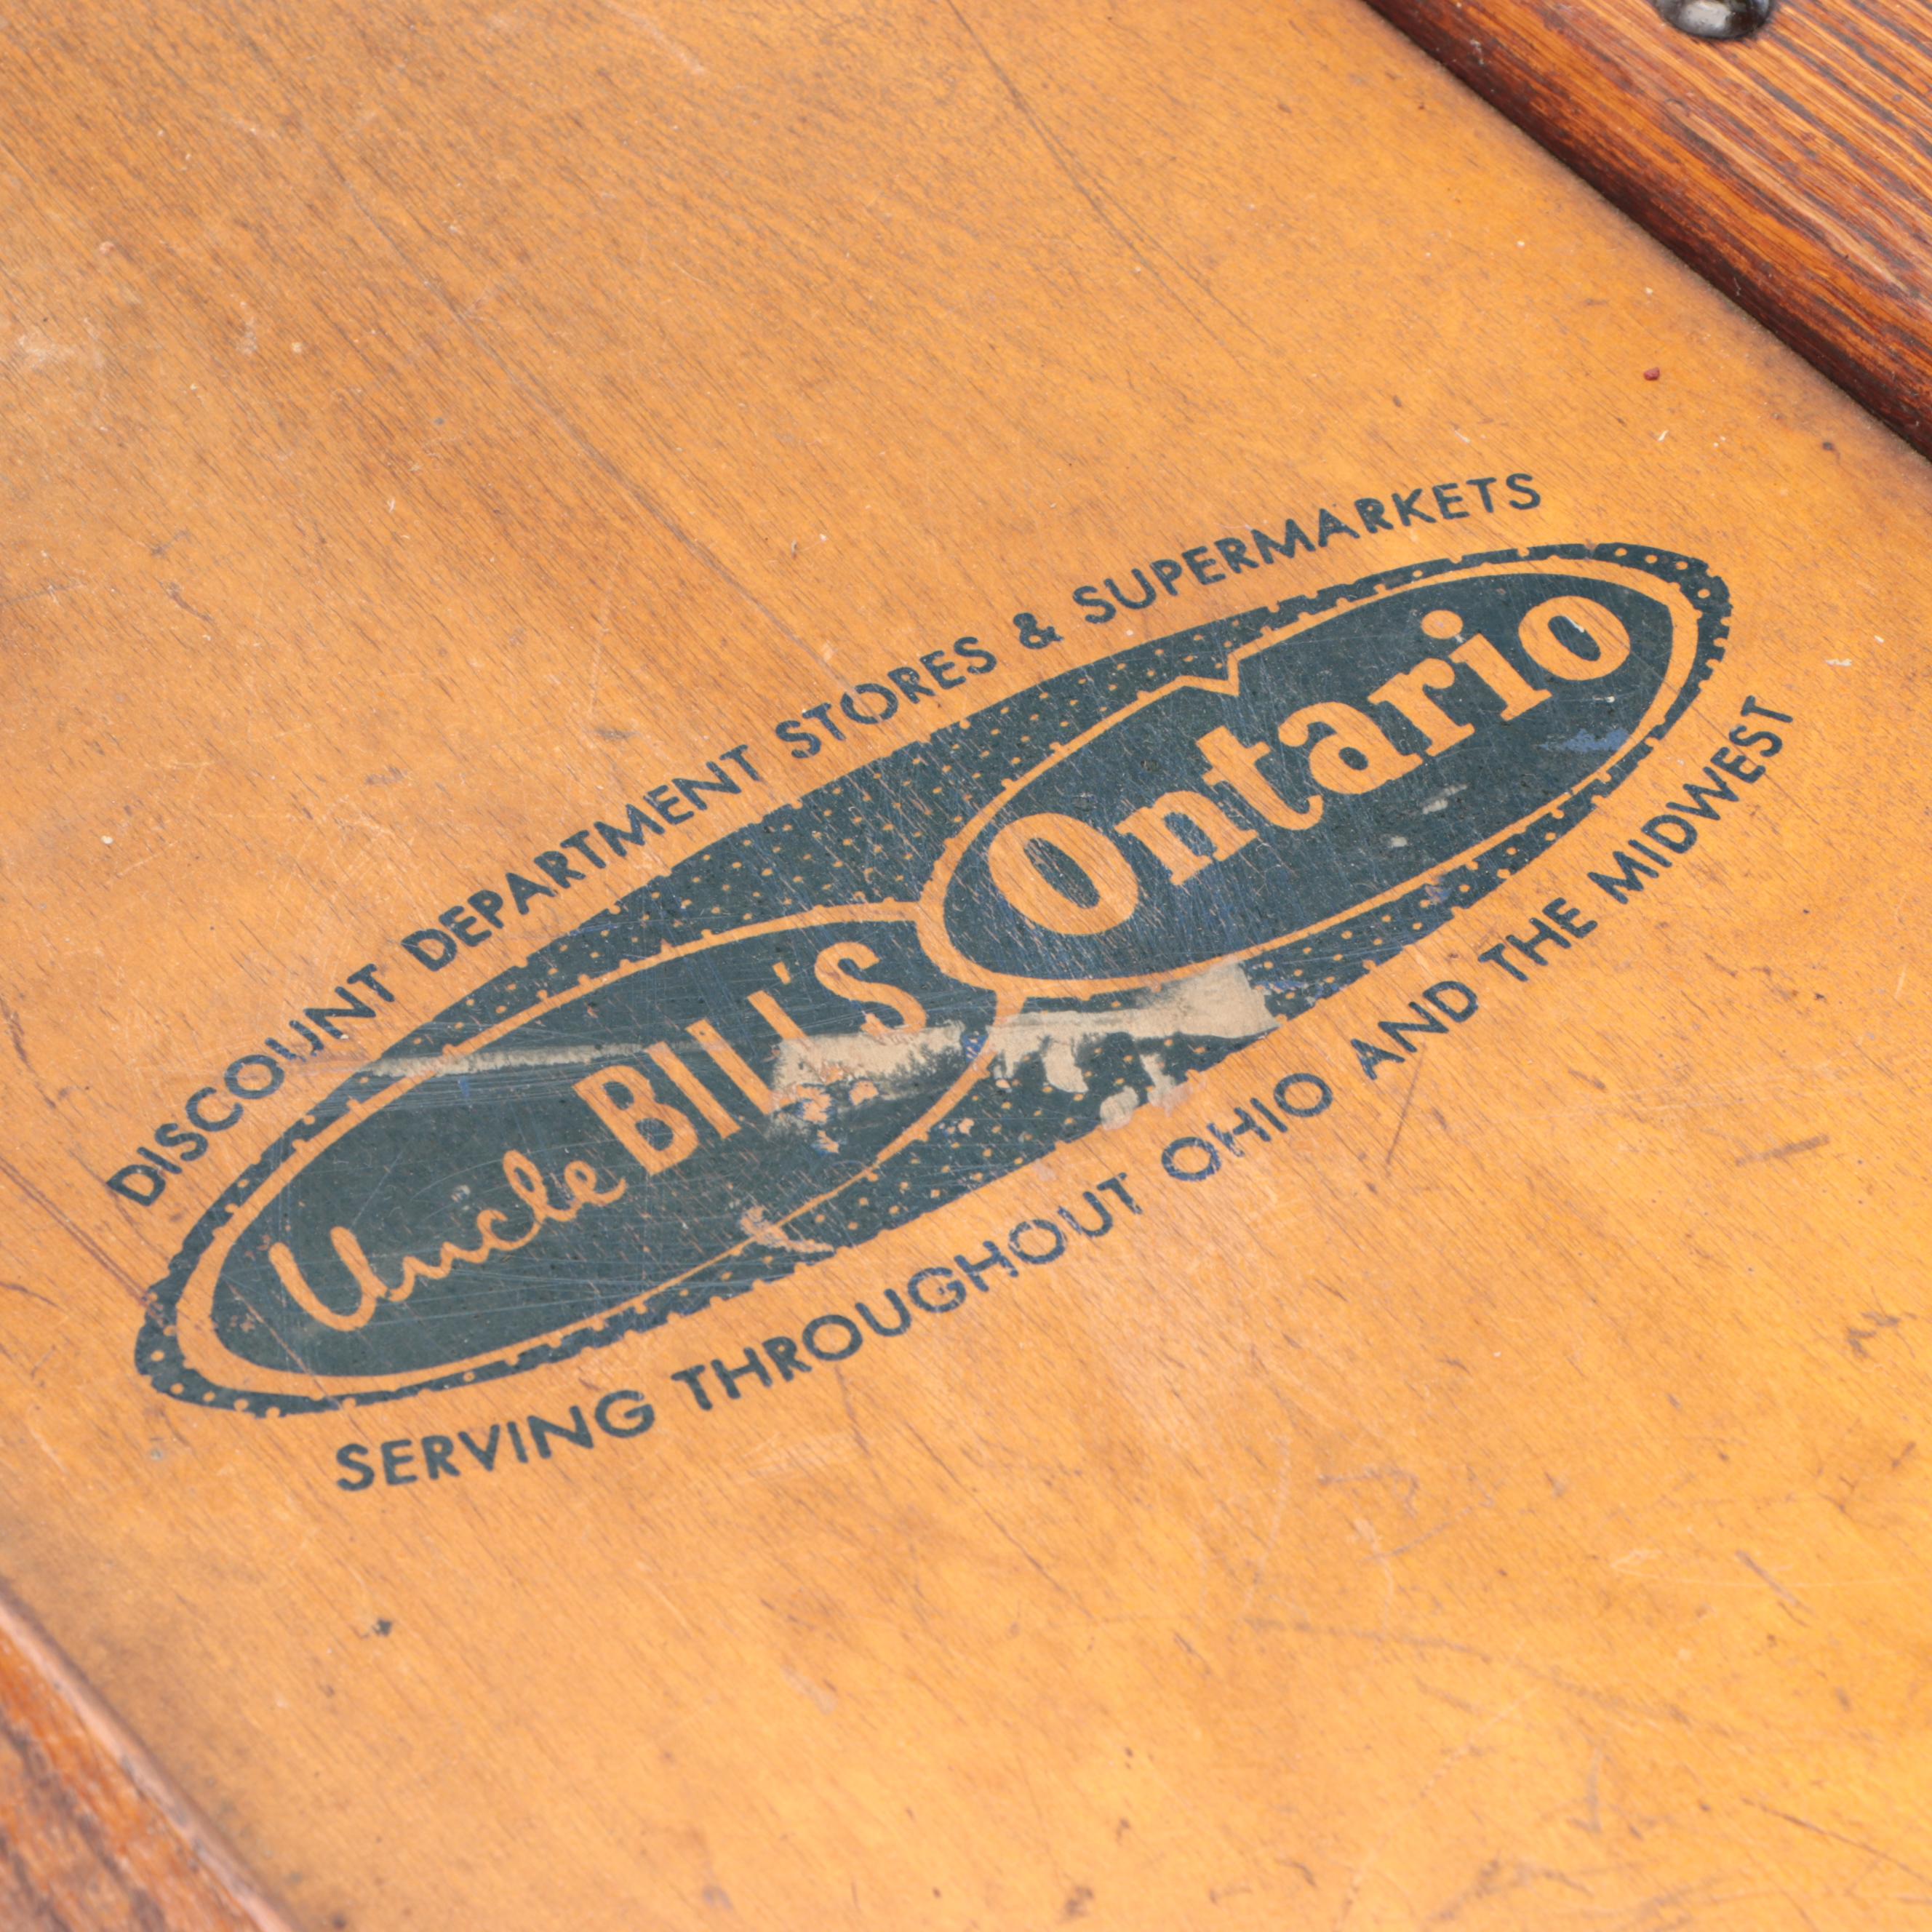 DISCOUNT DEPARTMENT STORES & SUPERMARKETS
Uncle BILL'S
Ontario
SERVING THROUGHOUT OHIO AND THE MIDWEST